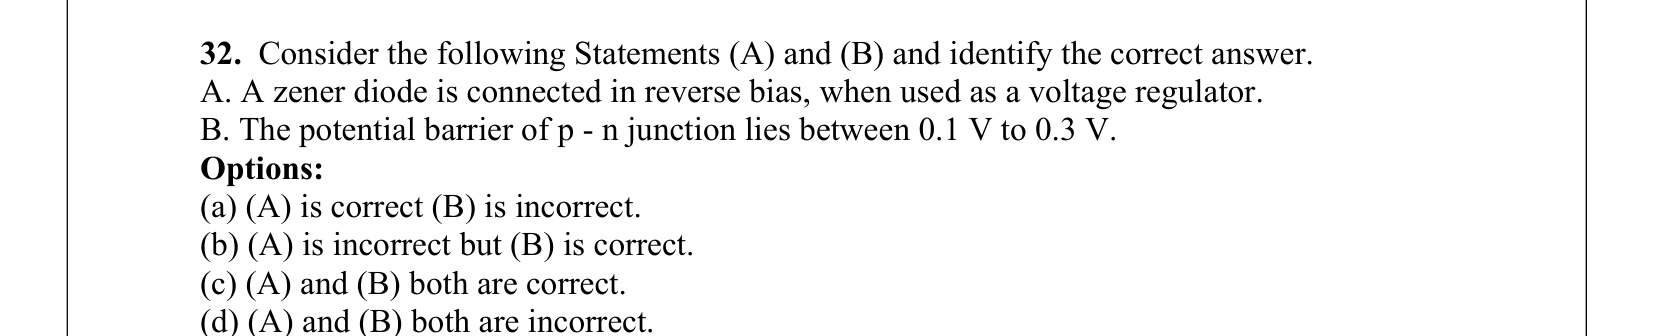 32. Consider the following Statements (A) and (B) and identify the correct answer.
A. A zener diode is connected in reverse bias, when used as a voltage regulator.
B. The potential barrier of p - n junction lies between 0.1 V to 0.3 V.
Options:
(a) (A) is correct (B) is incorrect.
(b) (A) is incorrect but (B) is correct.
(c) (A) and (B) both are correct.
(d) (A) and (B) both are incorrect.